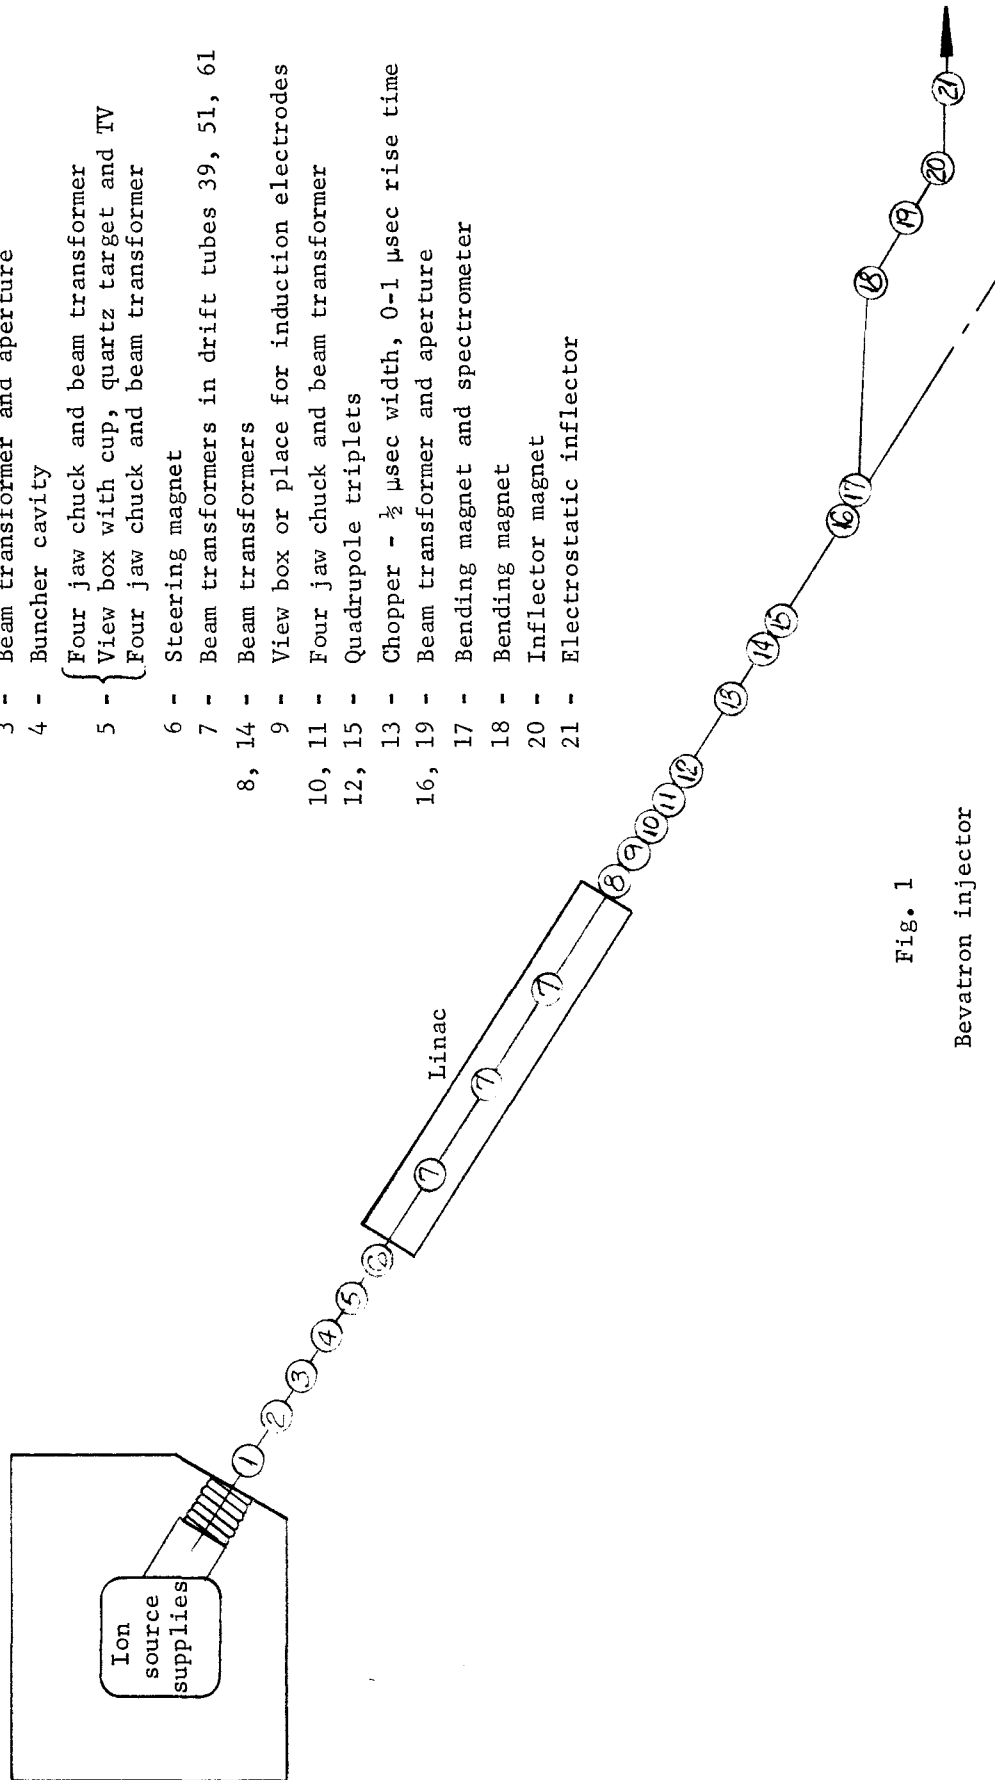 3 - Beam transformer and aperture
4 - Buncher cavity
Four jaw chuck and beam transformer
5 - View box with cup, quartz target and TV
Four jaw chuck and beam transformer
6 - Steering magnet
7 - Beam transformers in drift tubes 39, 51, 61
8, 14 - Beam transformers
9 - View box or place for induction electrodes
10, 11 - Four jaw chuck and beam transformer
12, 15 - Quadrupole triplets
13 - Chopper - ½ μsec width, 0-1 μsec rise time
16, 19 - Beam transformer and aperture
17 - Bending magnet and spectrometer
18 - Bending magnet
20 - Inflector magnet
21 - Electrostatic inflector
Ion
source
supplies
1
2
3
4
5
Linac
7
7
7
8
9
10
11
12
13
14
15
16
17
18
19
20
21
Fig. 1
Bevatron injector